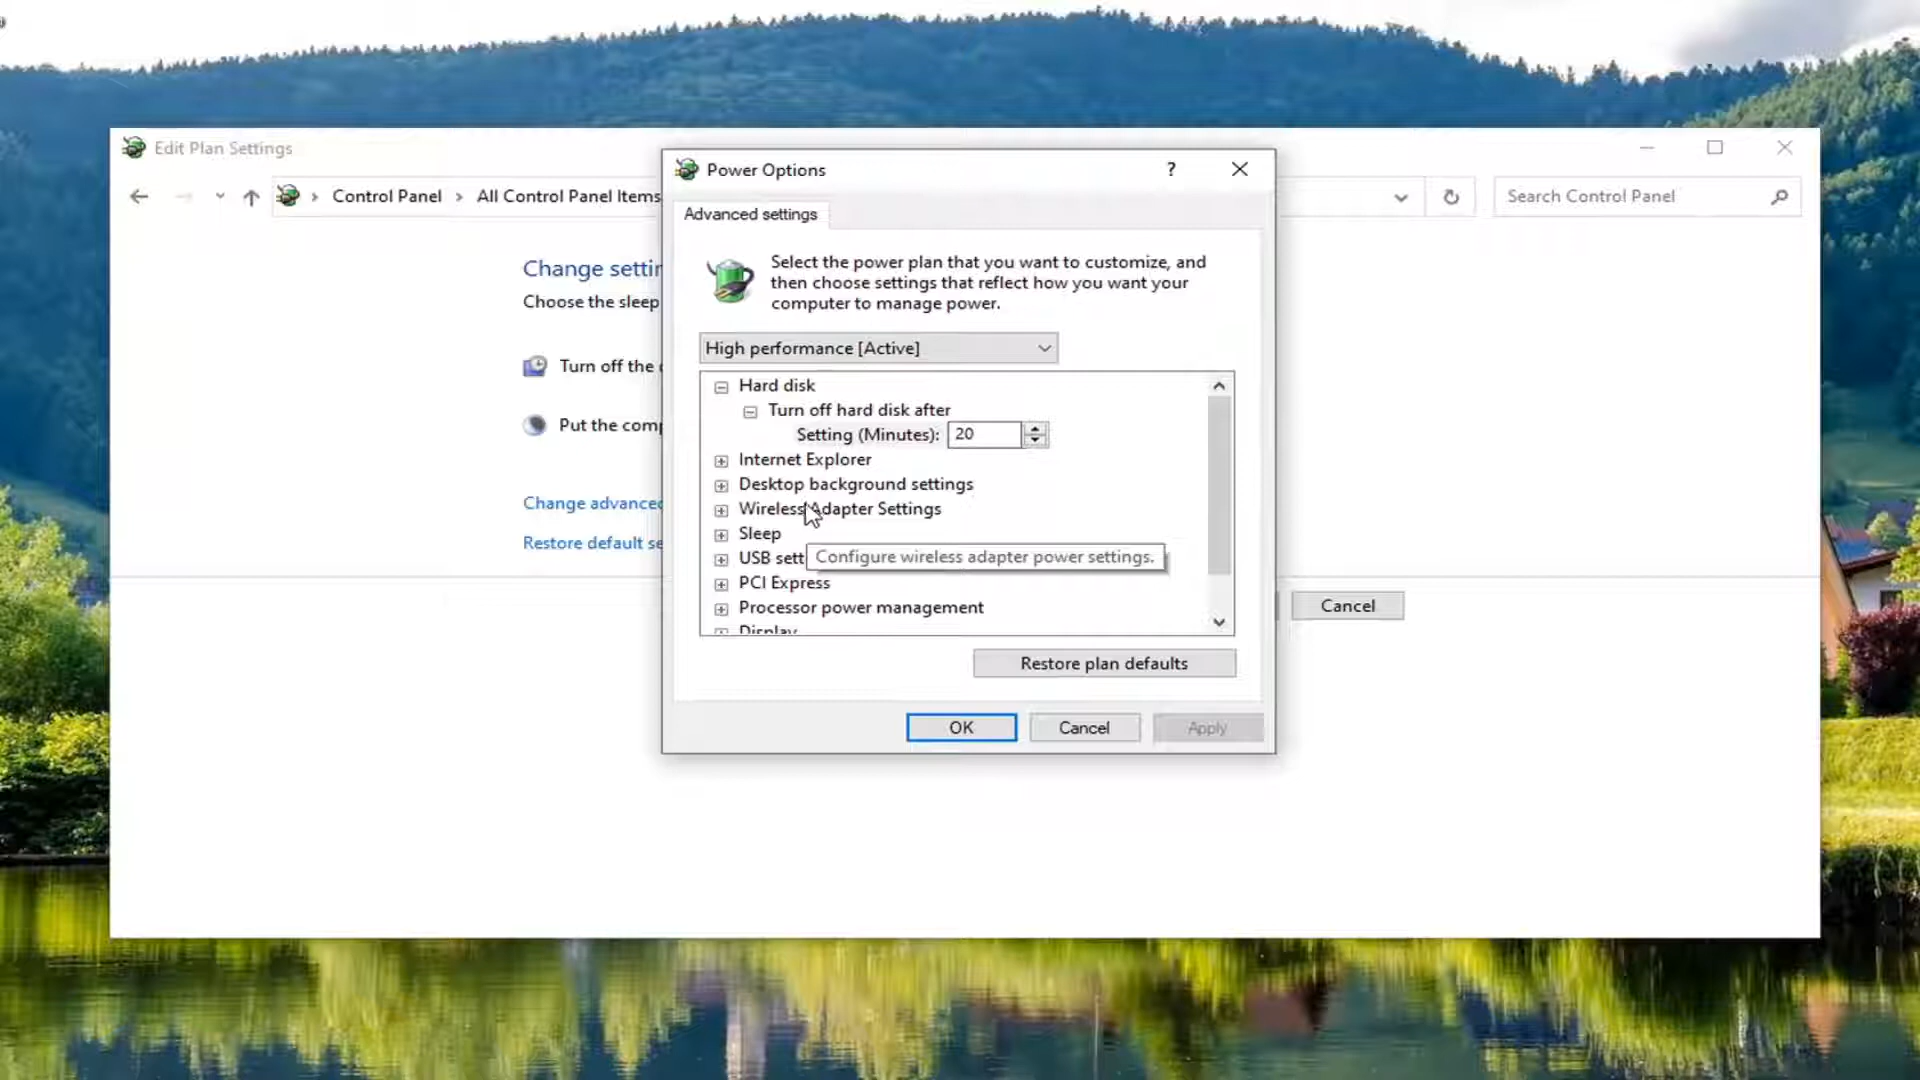 Edit Plan Settings
Control Panel > All Control Panel Items
Search Control Panel
Change settin
Choose the sleep
Turn off the
Put the comp
Change advanced
Restore default se
Cancel
Power Options
?
Advanced settings
Select the power plan that you want to customize, and
then choose settings that reflect how you want your
computer to manage power.
High performance [Active]
Hard disk
Turn off hard disk after
Setting (Minutes): 20
Internet Explorer
Desktop background settings
Wireless Adapter Settings
Sleep
USB sett
Configure wireless adapter power settings.
PCI Express
Processor power management
Display
Restore plan defaults
OK
Cancel
Apply